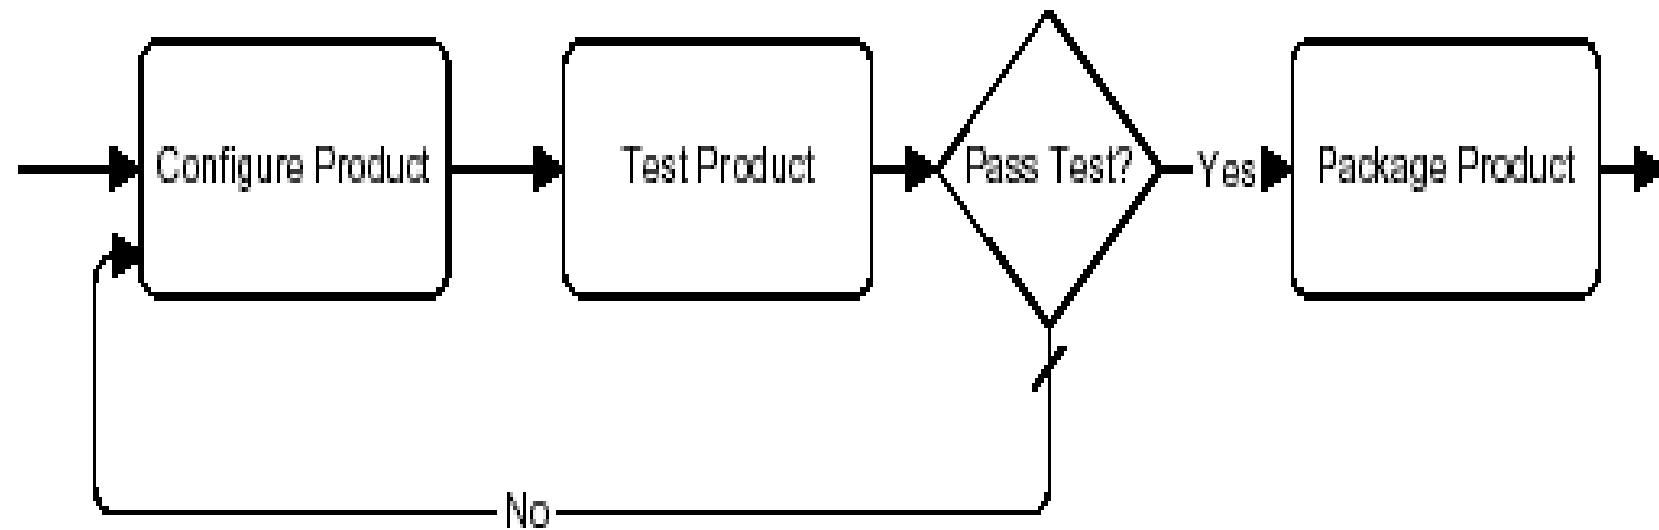 Configure Product
Test Product
Pass Test?
Yes
Package Product
No